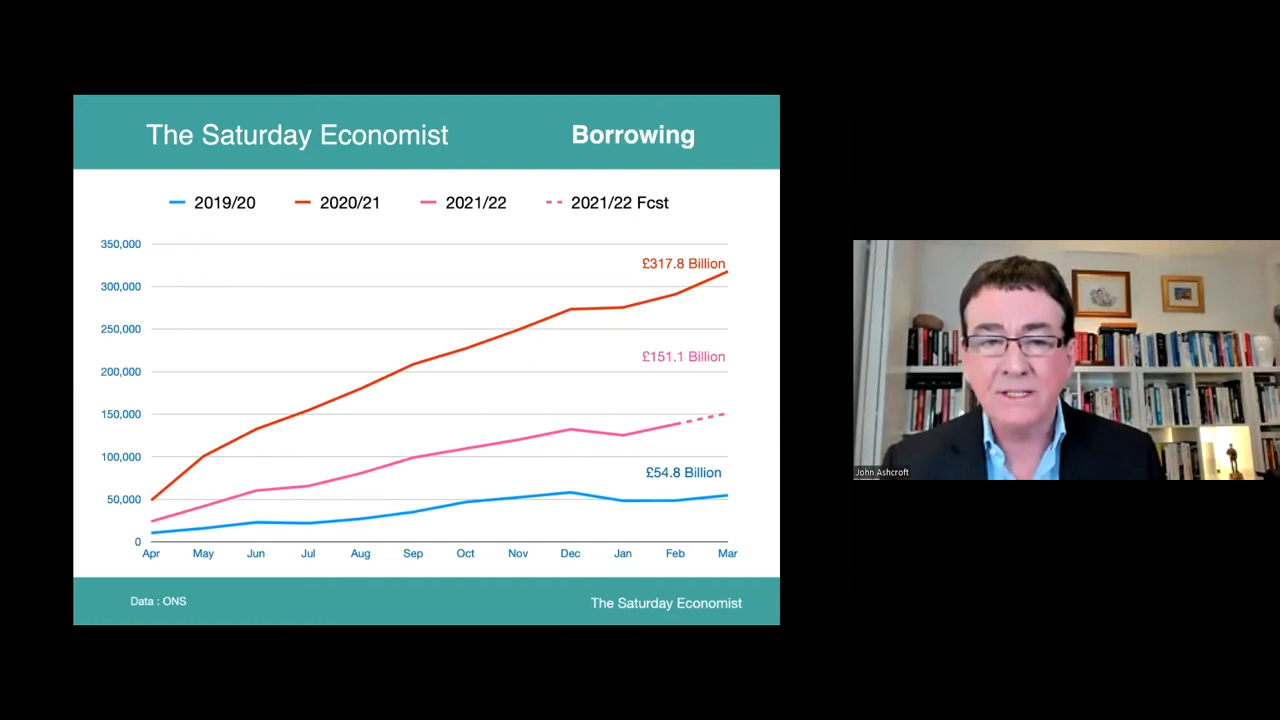 The Saturday Economist
Borrowing
2019/20
2020/21
2021/22
2021/22 Fcst
350,000
300,000
250,000
200,000
150,000
100,000
50,000
0
£317.8 Billion
£151.1 Billion
£54.8 Billion
Apr May Jun Jul Aug Sep Oct Nov Dec Jan Feb Mar
Data : ONS
The Saturday Economist
John Ashcroft